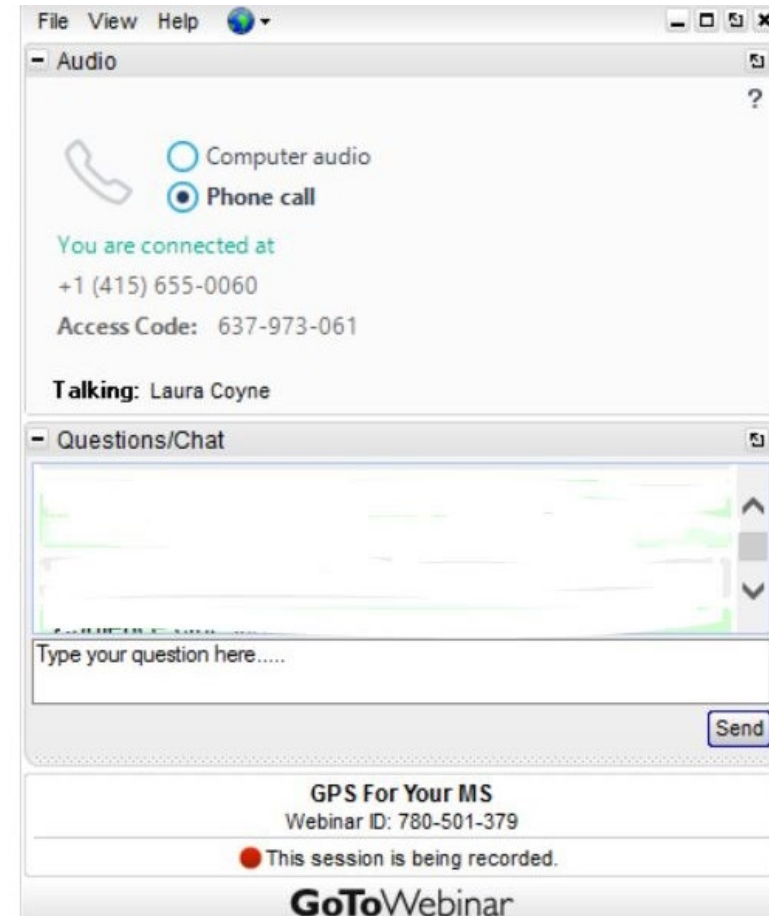 File View Help
Audio
?
Computer audio
Phone call
You are connected at
+1 (415) 655-0060
Access Code: 637-973-061
Talking: Laura Coyne
Questions/Chat
Type your question here.....
Send
GPS For Your MS
Webinar ID: 780-501-379
This session is being recorded.
GoToWebinar